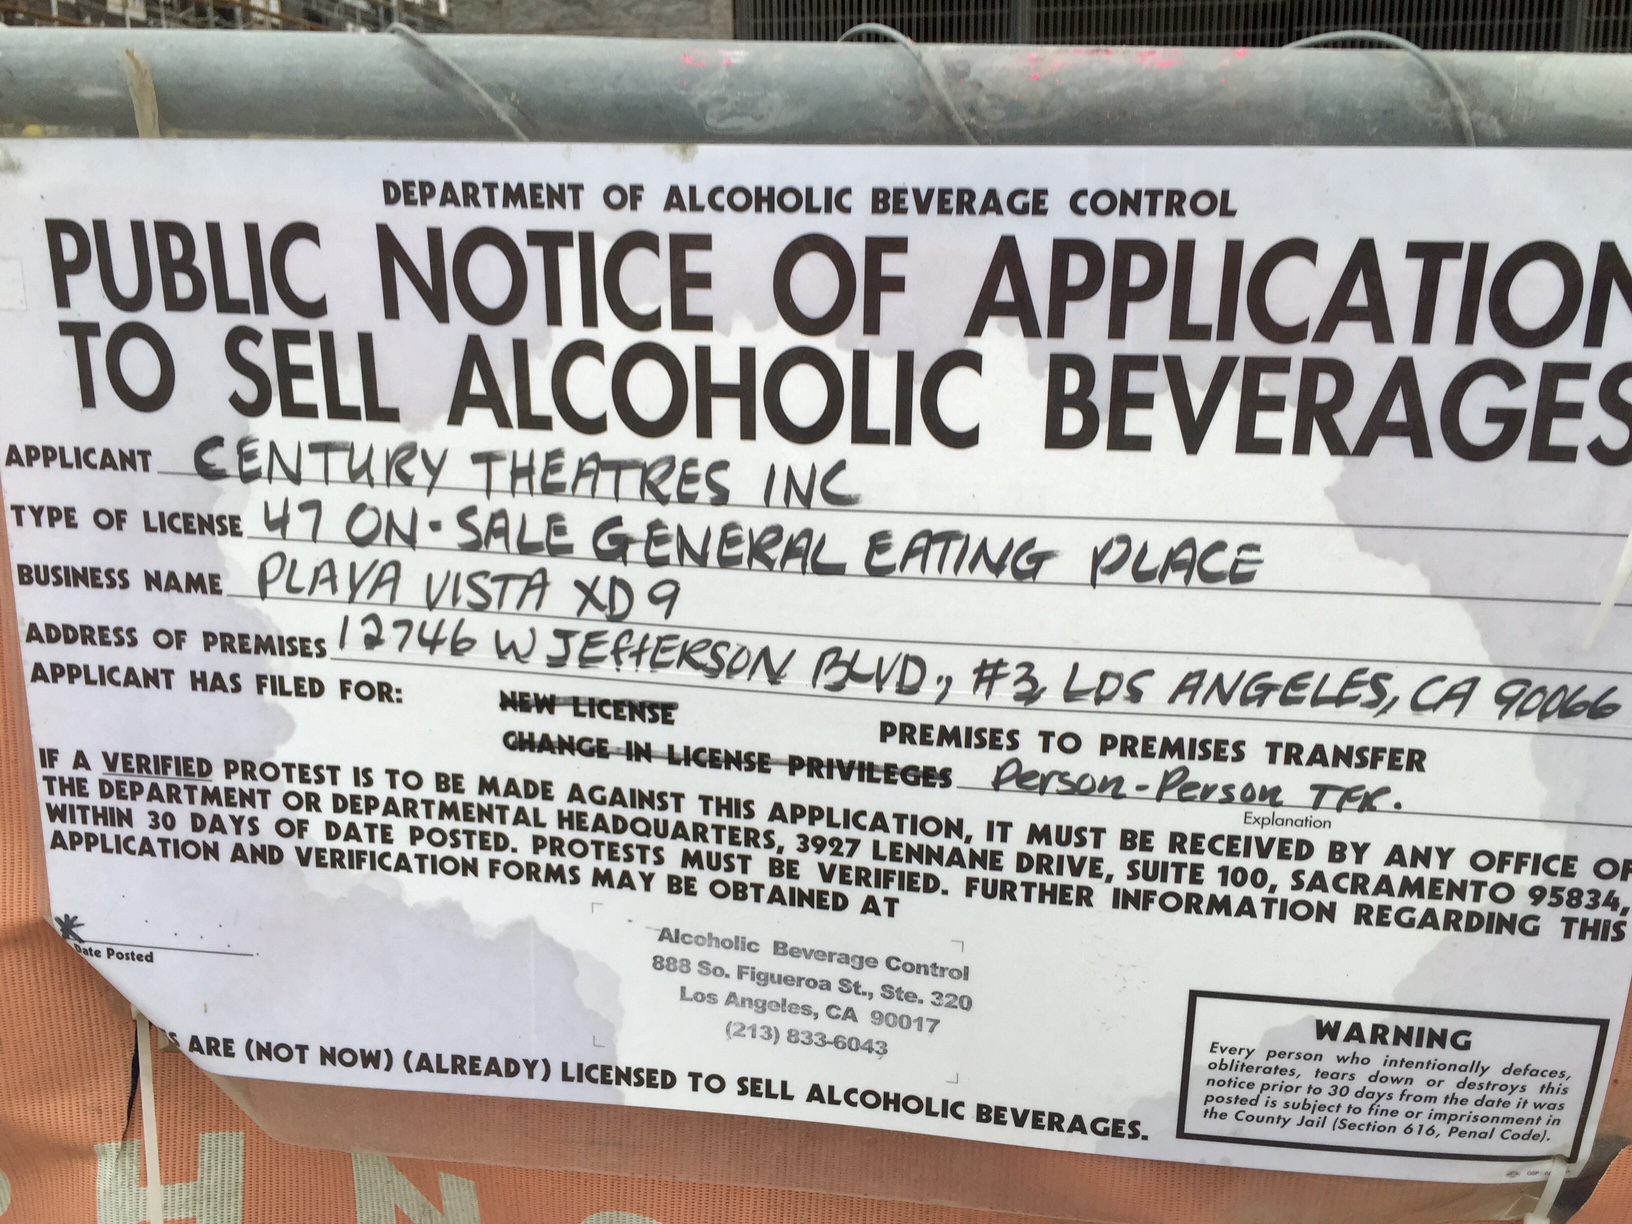 DEPARTMENT OF ALCOHOLIC BEVERAGE CONTROL
PUBLIC NOTICE OF APPLICATION
TO SELL ALCOHOLIC BEVERAGES
APPLICANT CENTURY THEATRES INC
TYPE OF LICENSE 47 ON-SALE GENERAL EATING PLACE
BUSINESS NAME PLAYA VISTA XD9
ADDRESS OF PREMISES 12746 W JEFFERSON BLVD., #3, LOS ANGELES, CA 90066
APPLICANT HAS FILED FOR:
NEW LICENSE
PREMISES TO PREMISES TRANSFER
CHANGE IN LICENSE PRIVILEGES Person-Person TFR.
Explanation
IF A VERIFIED PROTEST IS TO BE MADE AGAINST THIS APPLICATION, IT MUST BE RECEIVED BY ANY OFFICE OF
THE DEPARTMENT OR DEPARTMENTAL HEADQUARTERS, 3927 LENNANE DRIVE, SUITE 100, SACRAMENTO 95834,
WITHIN 30 DAYS OF DATE POSTED. PROTESTS MUST BE VERIFIED. FURTHER INFORMATION REGARDING THIS
APPLICATION AND VERIFICATION FORMS MAY BE OBTAINED AT
Date Posted
Alcoholic Beverage Control
888 So. Figueroa St., Ste. 320
Los Angeles, CA 90017
(213) 833-6043
ARE (NOT NOW) (ALREADY) LICENSED TO SELL ALCOHOLIC BEVERAGES.
WARNING
Every person who intentionally defaces,
obliterates, tears down or destroys this
notice prior to 30 days from the date it was
posted is subject to fine or imprisonment in
the County Jail (Section 616, Penal Code).